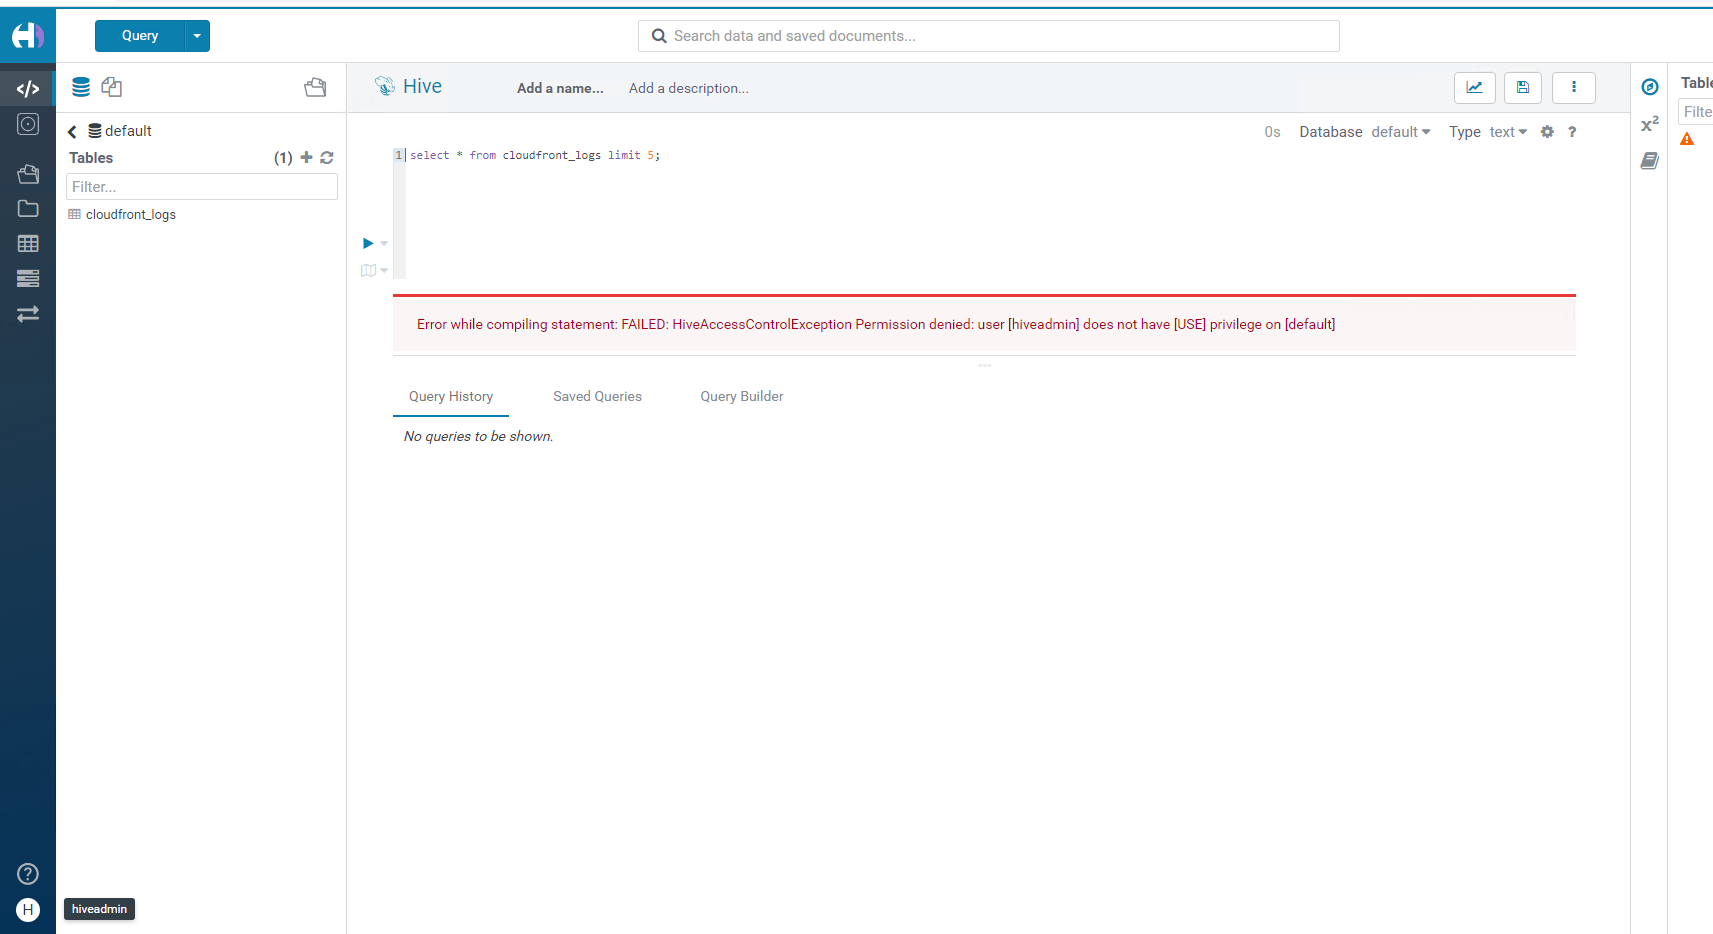 Query
Search data and saved documents...
Hive
Add a name...
Add a description...
default
Tables
(1)
Filter...
cloudfront_logs
0s
Database default
Type text
?
1 select * from cloudfront_logs limit 5;
Error while compiling statement: FAILED: HiveAccessControlException Permission denied: user [hiveadmin] does not have [USE] privilege on [default]
Query History
Saved Queries
Query Builder
No queries to be shown.
x²
Table
Filte
?
H
hiveadmin